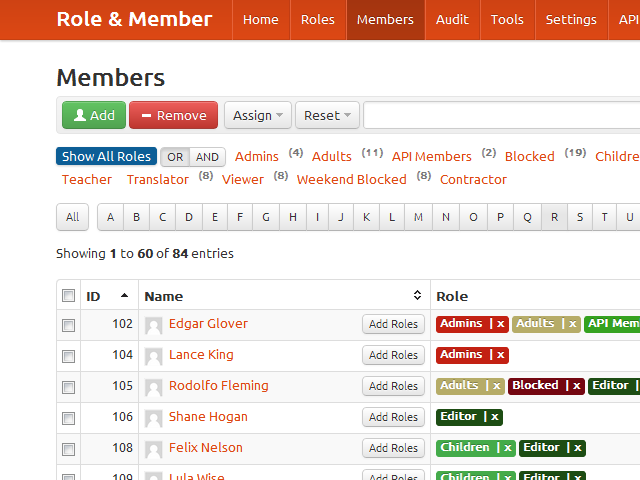 Role & Member Home Roles Members Audit Tools Settings API
Members
Add Remove Assign Reset
Show All Roles OR AND Admins (4) Adults (11) API Members (2) Blocked (19) Childre
Teacher Translator (8) Viewer (8) Weekend Blocked (8) Contractor
All A B C D E F G H I J K L M N O P Q R S T U
Showing 1 to 60 of 84 entries
ID Name Role
102 Edgar Glover Add Roles Admins | x Adults | x API Mem
104 Lance King Add Roles Admins | x
105 Rodolfo Fleming Add Roles Adults | x Blocked | x Editor |
106 Shane Hogan Add Roles Editor | x
108 Felix Nelson Add Roles Children | x Editor | x
109 Lula Wise Add Roles Children | x Editor | x